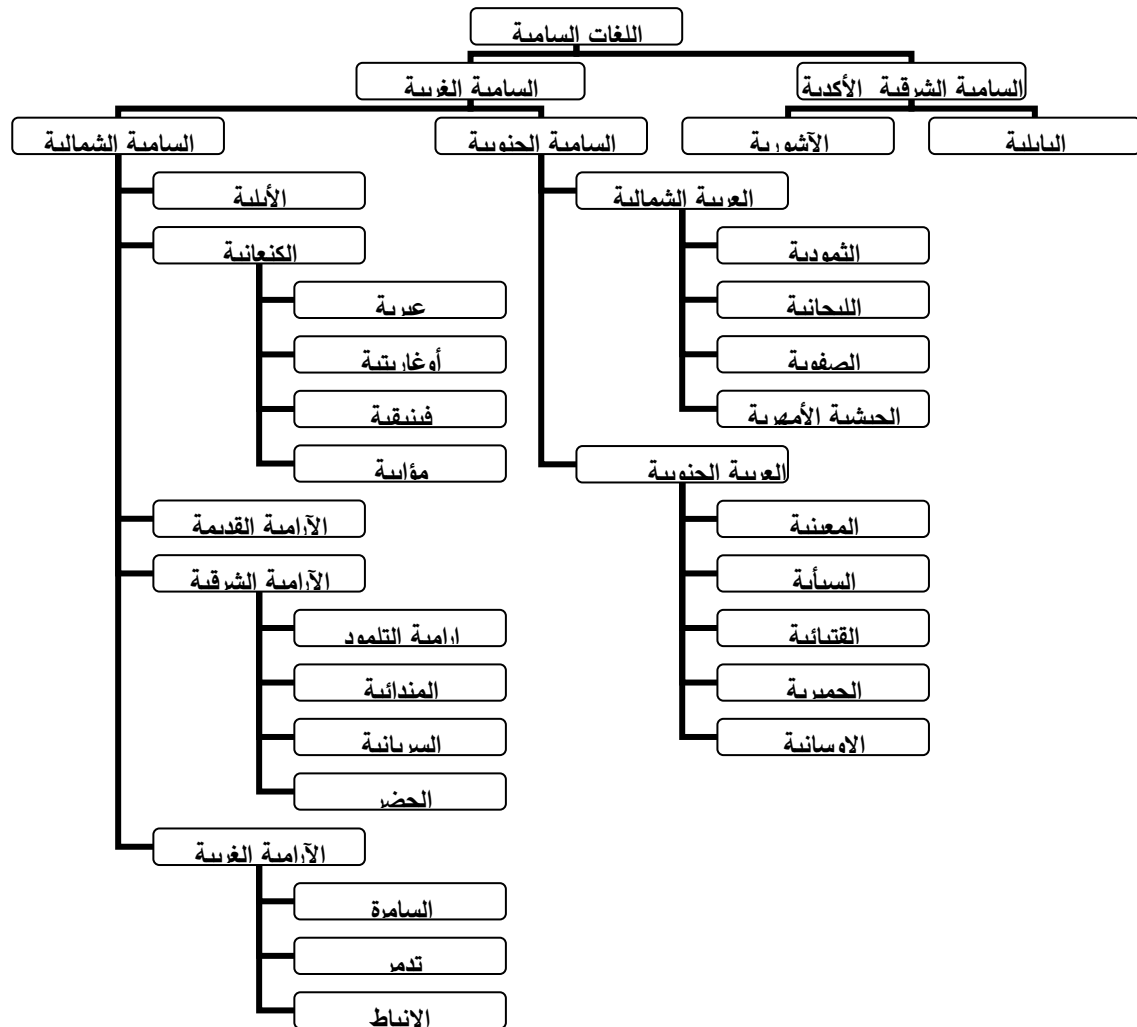 اللغات السامية
السامية الشرقية الأكدية
السامية الغربية
البابلية
الآشورية
السامية الجنوبية
السامية الشمالية
العربية الشمالية
الثمودية
اللحيانية
الصفوية
الحبشية الأمهرية
العربية الجنوبية
المعينية
السبأية
القتبانية
الحميرية
الاوسانية
الأبلية
الكنعانية
عبرية
أوغاريتية
فينيقية
مؤابية
الآرامية القديمة
الآرامية الشرقية
ارامية التلمود
المندائية
السريانية
الحضر
الآرامية الغربية
السامرة
تدمر
الانباط